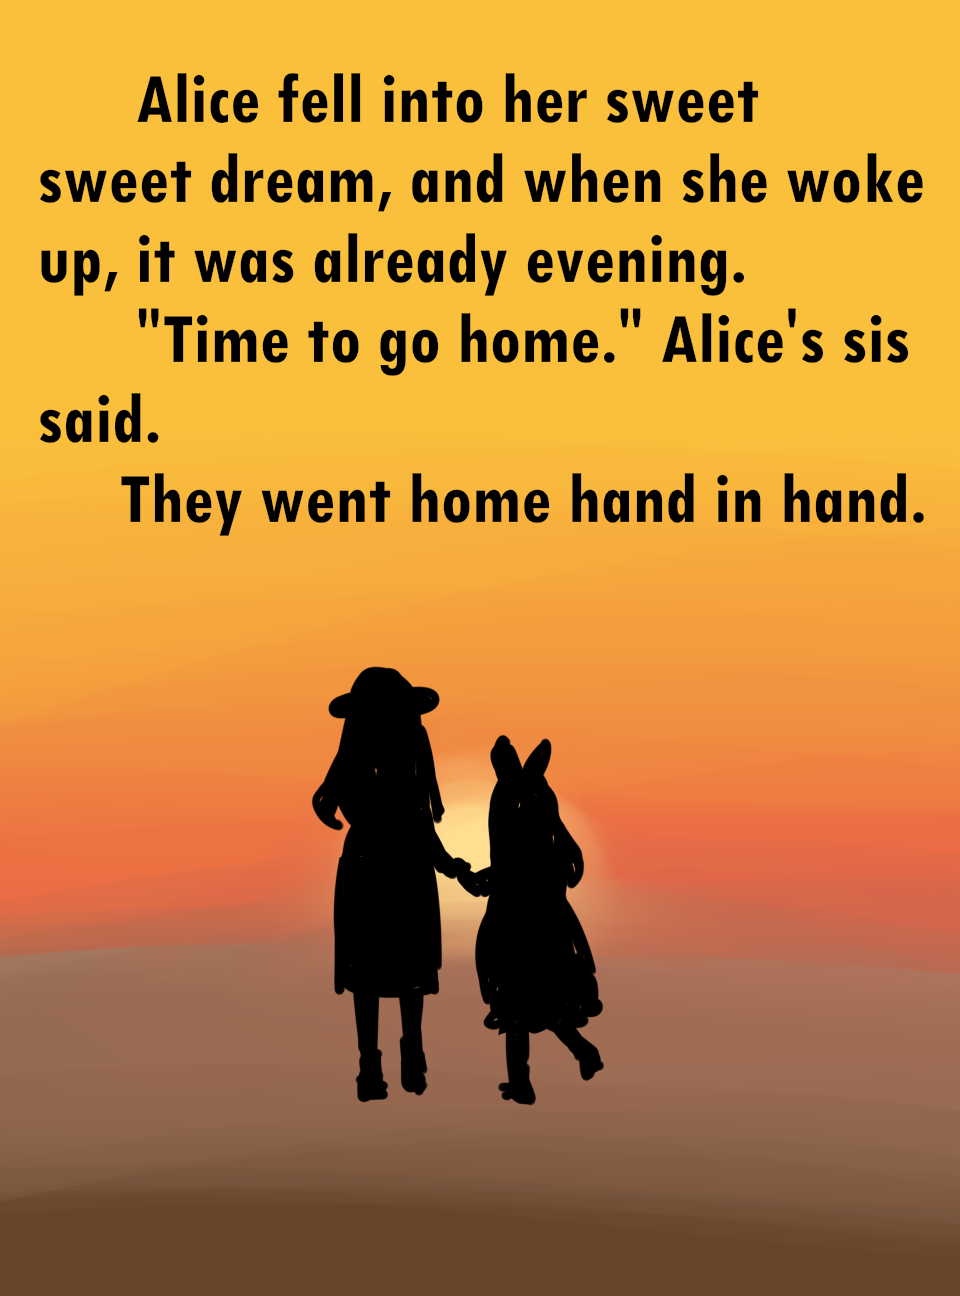 Alice fell into her sweet
sweet dream, and when she woke
up, it was already evening.
"Time to go home." Alice's sis
said.
They went home hand in hand.